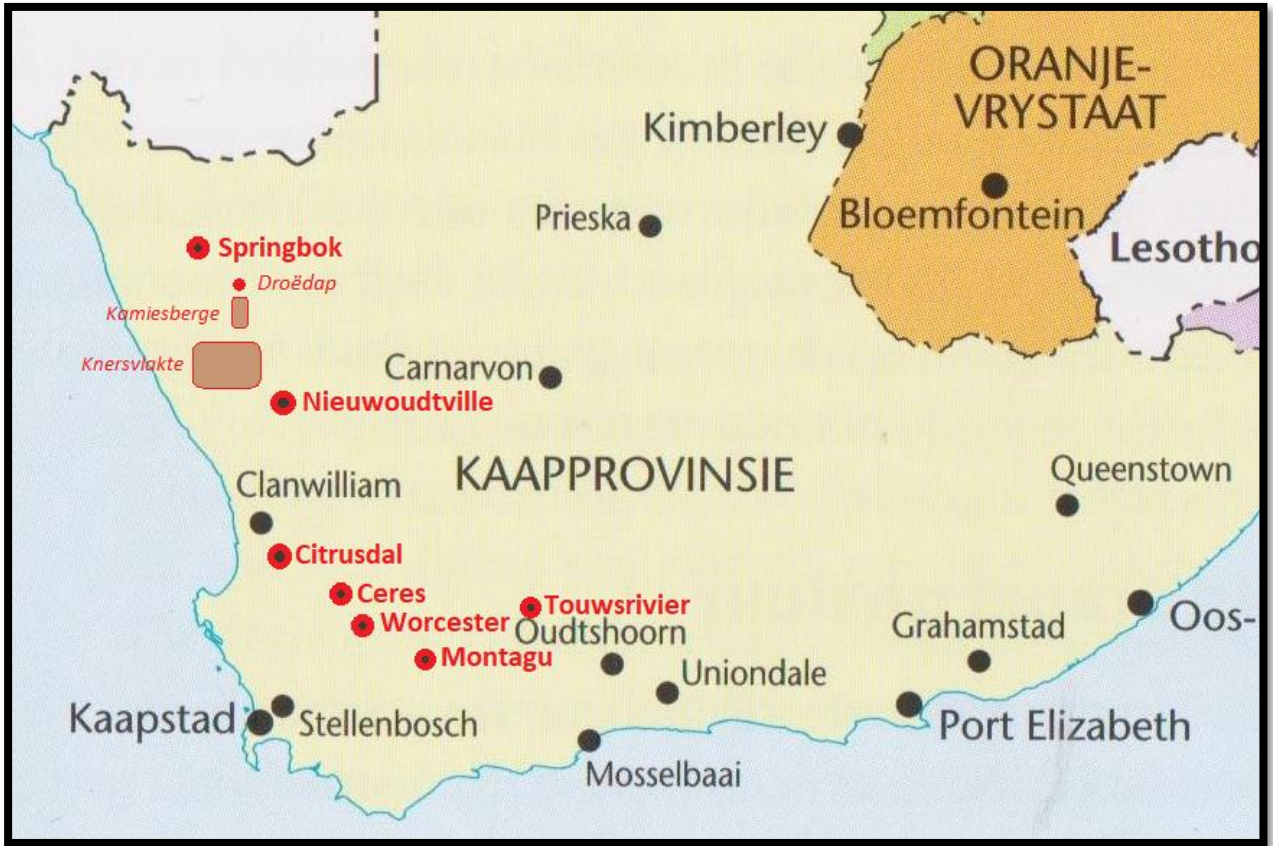 ORANJE-
VRYSTAAT
Kimberley
Bloemfontein
Prieska
Lesotho
Springbok
Droëdap
Kamiesberge
Knersvlakte
Carnarvon
Nieuwoudtville
KAAPPROVINSIE
Queenstown
Clanwilliam
Citrusdal
Ceres
Touwsrivier
Worcester
Oudtshoorn
Grahamstad
Oos-
Montagu
Uniondale
Kaapstad
Stellenbosch
Port Elizabeth
Mosselbaai